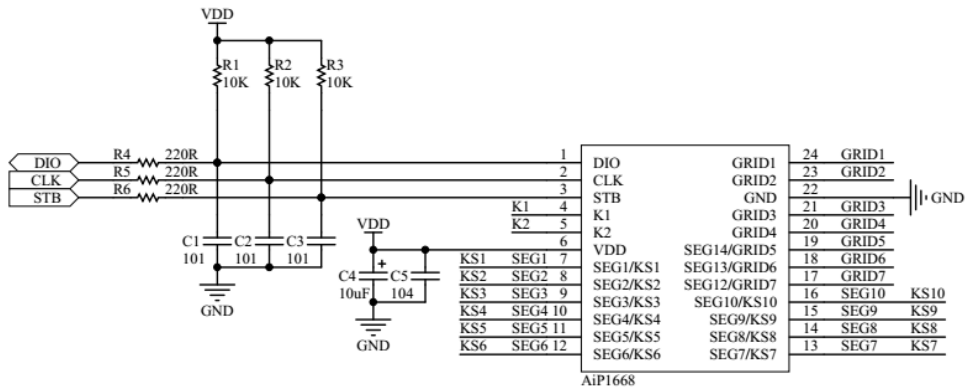 VDD
R1 R2 R3
10K 10K 10K
DIO R4 220R 1 DIO GRID1 24 GRID1
CLK R5 220R 2 CLK GRID2 23 GRID2
STB R6 220R 3 STB GND 22 GND
K1 4 K1 GRID3 21 GRID3
K2 5 K2 GRID4 20 GRID4
VDD 6 VDD SEG14/GRID5 19 GRID5
KS1 SEG1 7 SEG1/KS1 SEG13/GRID6 18 GRID6
KS2 SEG2 8 SEG2/KS2 SEG12/GRID7 17 GRID7
KS3 SEG3 9 SEG3/KS3 SEG10/KS10 16 SEG10 KS10
KS4 SEG4 10 SEG4/KS4 SEG9/KS9 15 SEG9 KS9
KS5 SEG5 11 SEG5/KS5 SEG8/KS8 14 SEG8 KS8
KS6 SEG6 12 SEG6/KS6 SEG7/KS7 13 SEG7 KS7
AiP1668
C1 C2 C3
101 101 101
GND
C4 + C5
10uF 104
GND